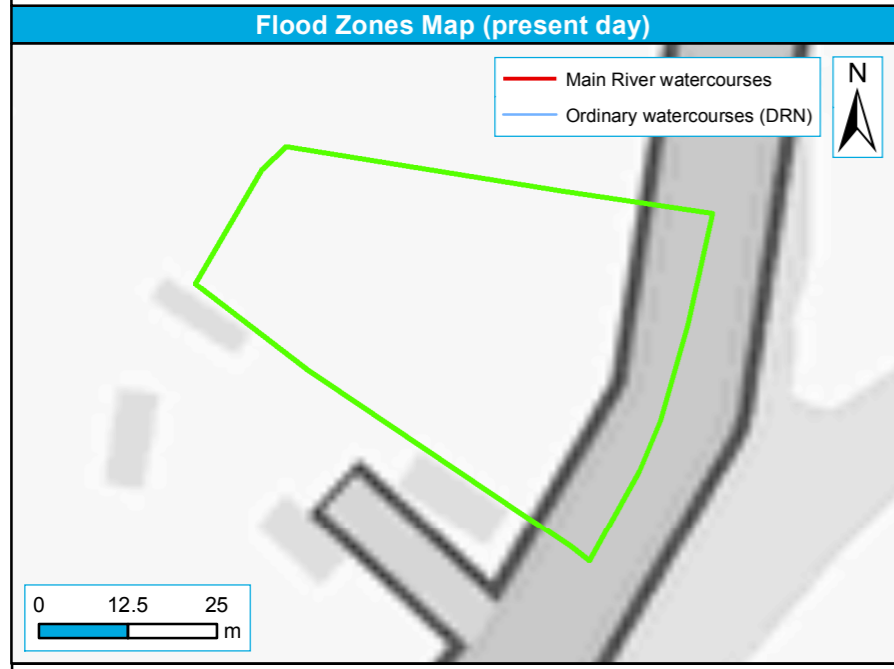 Flood Zones Map (present day)
Main River watercourses
Ordinary watercourses (DRN)
N
0 12.5 25
m